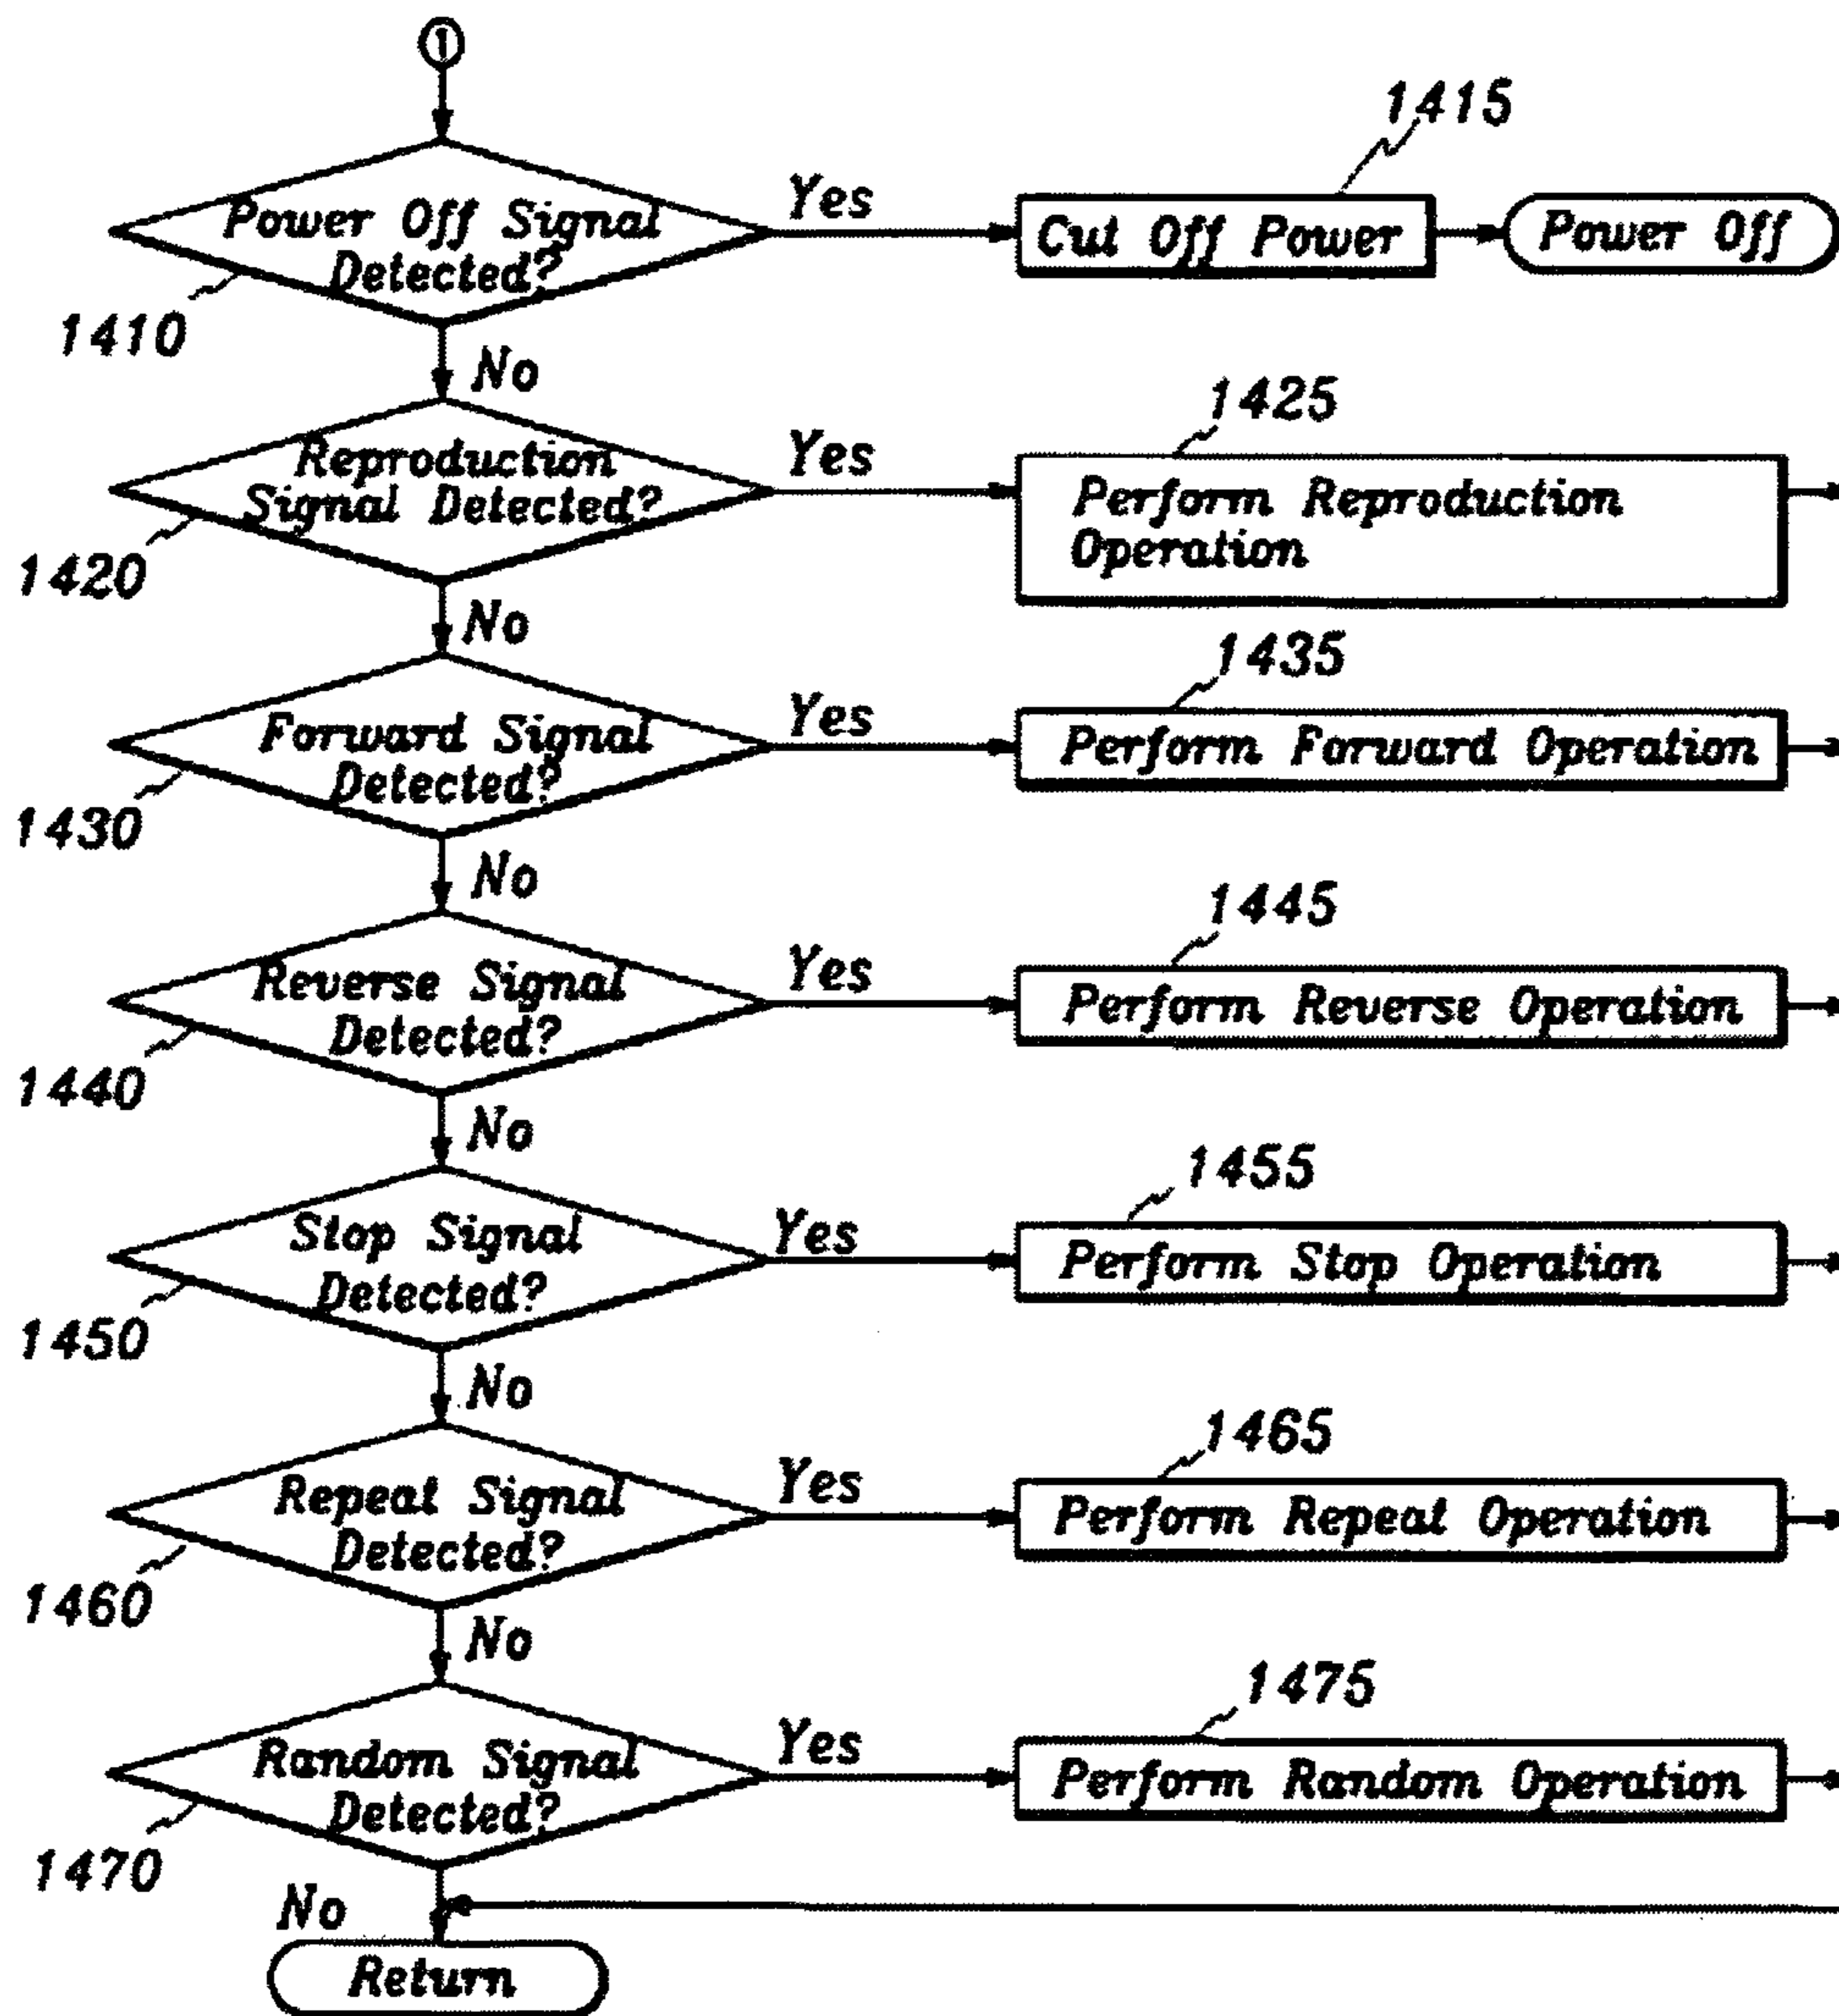 1
1415
Power Off Signal
Detected?
Yes
Cut Off Power
Power Off
1410
No
1425
Reproduction
Signal Detected?
Yes
Perform Reproduction
Operation
1420
No
1435
Forward Signal
Detected?
Yes
Perform Forward Operation
1430
No
1445
Reverse Signal
Detected?
Yes
Perform Reverse Operation
1440
No
1455
Stop Signal
Detected?
Yes
Perform Stop Operation
1450
No
1465
Repeat Signal
Detected?
Yes
Perform Repeat Operation
1460
No
1475
Random Signal
Detected?
Yes
Perform Random Operation
1470
No
Return